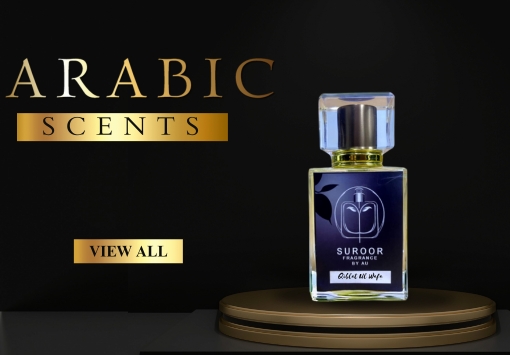 ARABIC
SCENTS
VIEW ALL
SUROOR
FRAGRANCE
BY AU